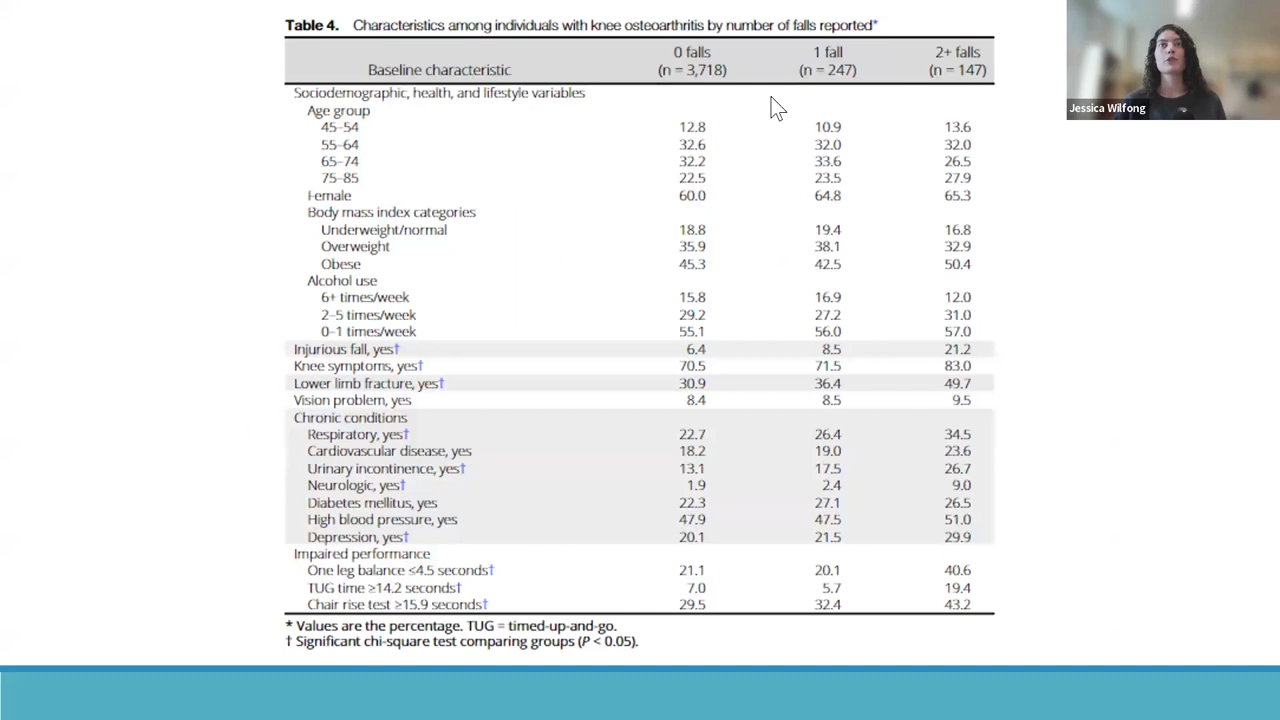 Table 4. Characteristics among individuals with knee osteoarthritis by number of falls reported*
Baseline characteristic 0 falls (n = 3,718) 1 fall (n = 247) 2+ falls (n = 147)
Sociodemographic, health, and lifestyle variables
Age group
45–54 12.8 10.9 13.6
55–64 32.6 32.0 32.0
65–74 32.2 33.6 26.5
75–85 22.5 23.5 27.9
Female 60.0 64.8 65.3
Body mass index categories
Underweight/normal 18.8 19.4 16.8
Overweight 35.9 38.1 32.9
Obese 45.3 42.5 50.4
Alcohol use
6+ times/week 15.8 16.9 12.0
2–5 times/week 29.2 27.2 31.0
0–1 times/week 55.1 56.0 57.0
Injurious fall, yes† 6.4 8.5 21.2
Knee symptoms, yes† 70.5 71.5 83.0
Lower limb fracture, yes† 30.9 36.4 49.7
Vision problem, yes 8.4 8.5 9.5
Chronic conditions
Respiratory, yes† 22.7 26.4 34.5
Cardiovascular disease, yes 18.2 19.0 23.6
Urinary incontinence, yes† 13.1 17.5 26.7
Neurologic, yes† 1.9 2.4 9.0
Diabetes mellitus, yes 22.3 27.1 26.5
High blood pressure, yes 47.9 47.5 51.0
Depression, yes† 20.1 21.5 29.9
Impaired performance
One leg balance ≤4.5 seconds† 21.1 20.1 40.6
TUG time ≥14.2 seconds† 7.0 5.7 19.4
Chair rise test ≥15.9 seconds† 29.5 32.4 43.2
* Values are the percentage. TUG = timed-up-and-go.
† Significant chi-square test comparing groups (P < 0.05).
Jessica Wilfong